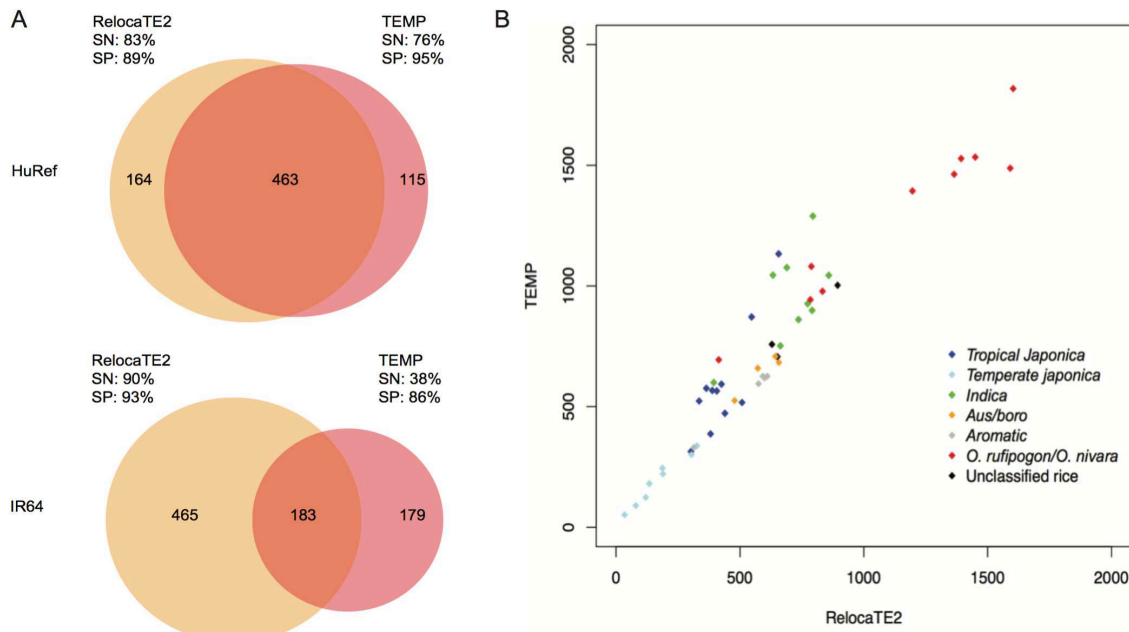 A
RelocaTE2
SN: 83%
SP: 89%
TEMP
SN: 76%
SP: 95%
HuRef
164
463
115
RelocaTE2
SN: 90%
SP: 93%
TEMP
SN: 38%
SP: 86%
IR64
465
183
179
B
TEMP
2000
1500
1000
500
0
Tropical Japonica
Temperate japonica
Indica
Aus/boro
Aromatic
O. rufipogon/O. nivara
Unclassified rice
0 500 1000 1500 2000
RelocaTE2